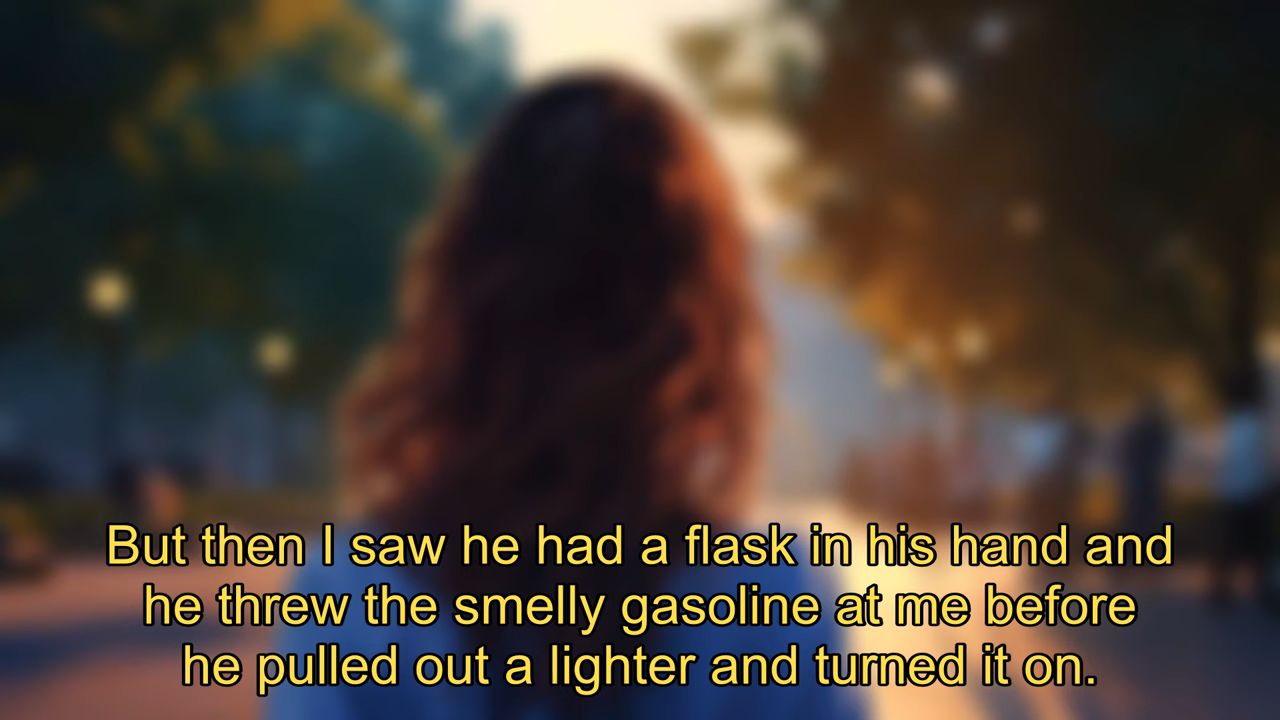 But then I saw he had a flask in his hand and
he threw the smelly gasoline at me before
he pulled out a lighter and turned it on.